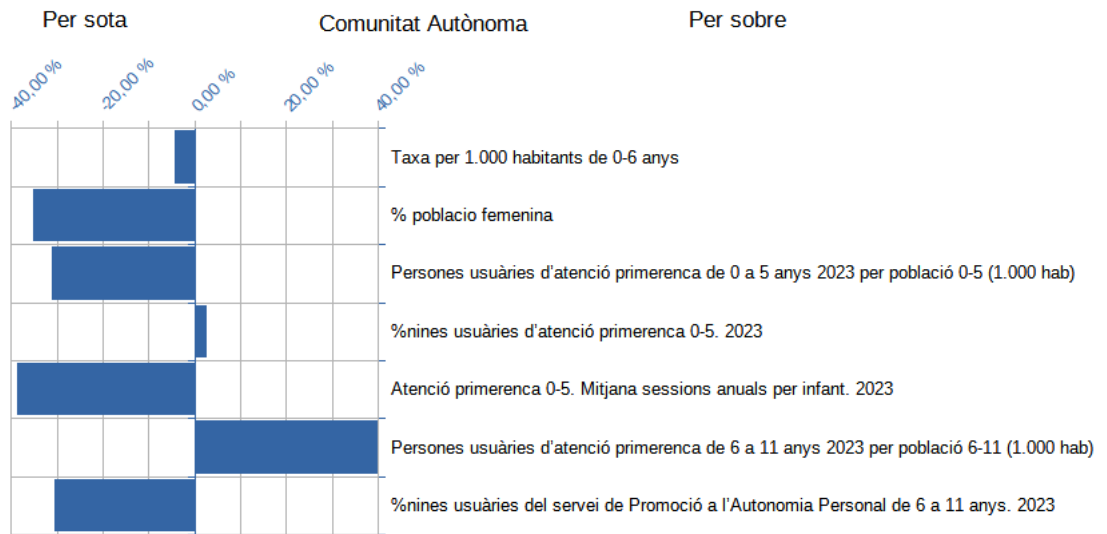 Per sota
Comunitat Autònoma
Per sobre
-40,00 %
-20,00 %
0,00 %
20,00 %
40,00 %
Taxa per 1.000 habitants de 0-6 anys
% poblacio femenina
Persones usuàries d’atenció primerenca de 0 a 5 anys 2023 per població 0-5 (1.000 hab)
%nines usuàries d’atenció primerenca 0-5. 2023
Atenció primerenca 0-5. Mitjana sessions anuals per infant. 2023
Persones usuàries d’atenció primerenca de 6 a 11 anys 2023 per població 6-11 (1.000 hab)
%nines usuàries del servei de Promoció a l’Autonomia Personal de 6 a 11 anys. 2023